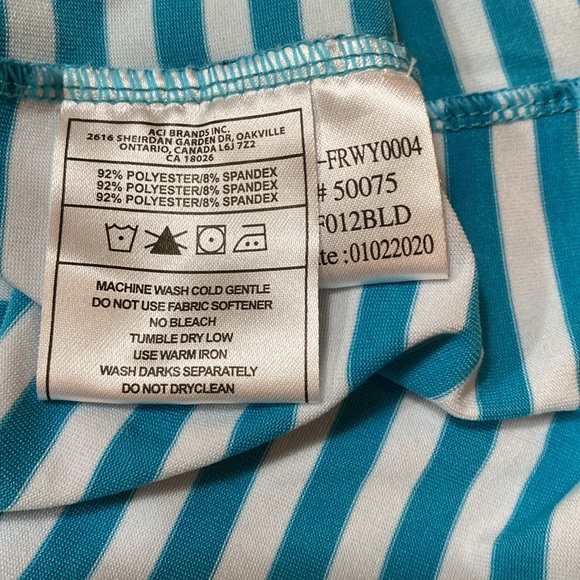 ACI BRANDS INC.
2616 SHEIRDAN GARDEN DR, OAKVILLE
ONTARIO, CANADA L6J 7Z2
CA 18026
92% POLYESTER/8% SPANDEX
92% POLYESTER/8% SPANDEX
92% POLYESTER/8% SPANDEX
MACHINE WASH COLD GENTLE
DO NOT USE FABRIC SOFTENER
NO BLEACH
TUMBLE DRY LOW
USE WARM IRON
WASH DARKS SEPARATELY
DO NOT DRYCLEAN
-FRWY0004
# 50075
F012BLD
te :01022020